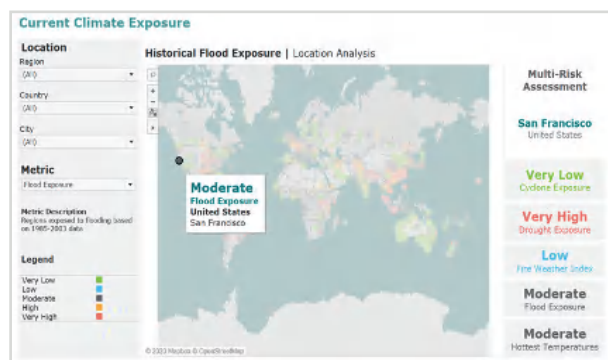 Current Climate Exposure
Location
Region
(All)
Country
(All)
City
(All)
Metric
Flood Exposure
Metric Description
Regions exposed to flooding based
on 1985-2003 data
Legend
Very Low
Low
Moderate
High
Very High
Historical Flood Exposure | Location Analysis
+
-
Moderate
Flood Exposure
United States
San Francisco
© 2023 Mapbox © OpenStreetMap
Multi-Risk
Assessment
San Francisco
United States
Very Low
Cyclone Exposure
Very High
Drought Exposure
Low
Fire Weather Index
Moderate
Flood Exposure
Moderate
Hottest Temperatures